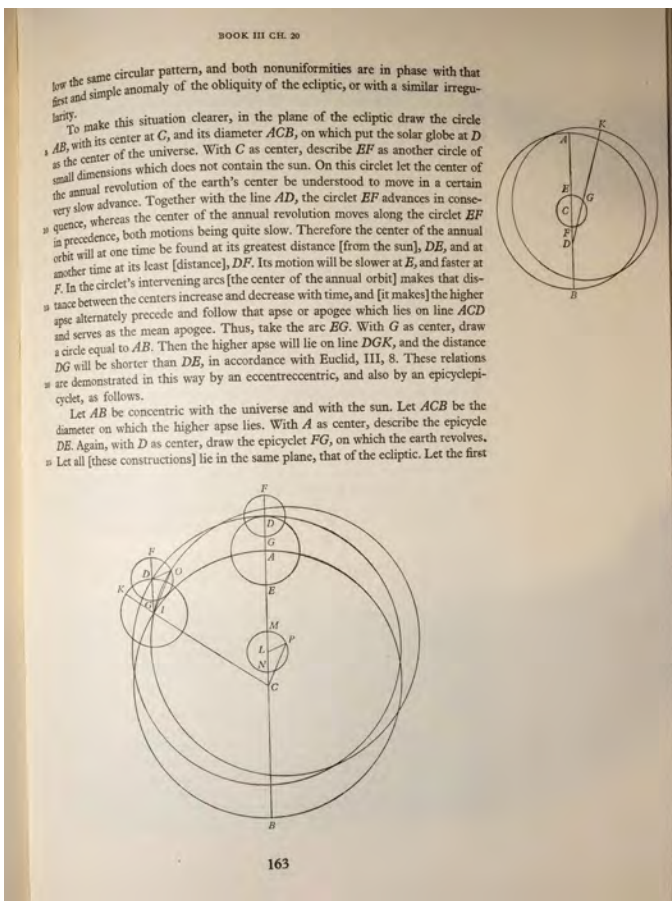 BOOK III CH. 20
low the same circular pattern, and both nonuniformities are in phase with that
first and simple anomaly of the obliquity of the ecliptic, or with a similar irregu-
larity.
To make this situation clearer, in the plane of the ecliptic draw the circle
AB, with its center at C, and its diameter ACB, on which put the solar globe at D
as the center of the universe. With C as center, describe EF as another circle of
small dimensions which does not contain the sun. On this circlet let the center of
the annual revolution of the earth's center be understood to move in a certain
very slow advance. Together with the line AD, the circlet EF advances in conse-
10 quence, whereas the center of the annual revolution moves along the circlet EF
in precedence, both motions being quite slow. Therefore the center of the annual
orbit will at one time be found at its greatest distance [from the sun], DE, and at
another time at its least [distance], DF. Its motion will be slower at E, and faster at
F. In the circlet's intervening arcs [the center of the annual orbit] makes that dis-
15 tance between the centers increase and decrease with time, and [it makes] the higher
apse alternately precede and follow that apse or apogee which lies on line ACD
and serves as the mean apogee. Thus, take the arc EG. With G as center, draw
a circle equal to AB. Then the higher apse will lie on line DGK, and the distance
DG will be shorter than DE, in accordance with Euclid, III, 8. These relations
20 are demonstrated in this way by an eccentreccentric, and also by an epicyclepi-
cyclet, as follows.
Let AB be concentric with the universe and with the sun. Let ACB be the
diameter on which the higher apse lies. With A as center, describe the epicycle
DE. Again, with D as center, draw the epicyclet FG, on which the earth revolves.
25 Let all [these constructions] lie in the same plane, that of the ecliptic. Let the first
K
A
E
G
C
F
D
B
F
D
G
A
E
F
D
O
K
G
I
M
P
L
N
C
B
163